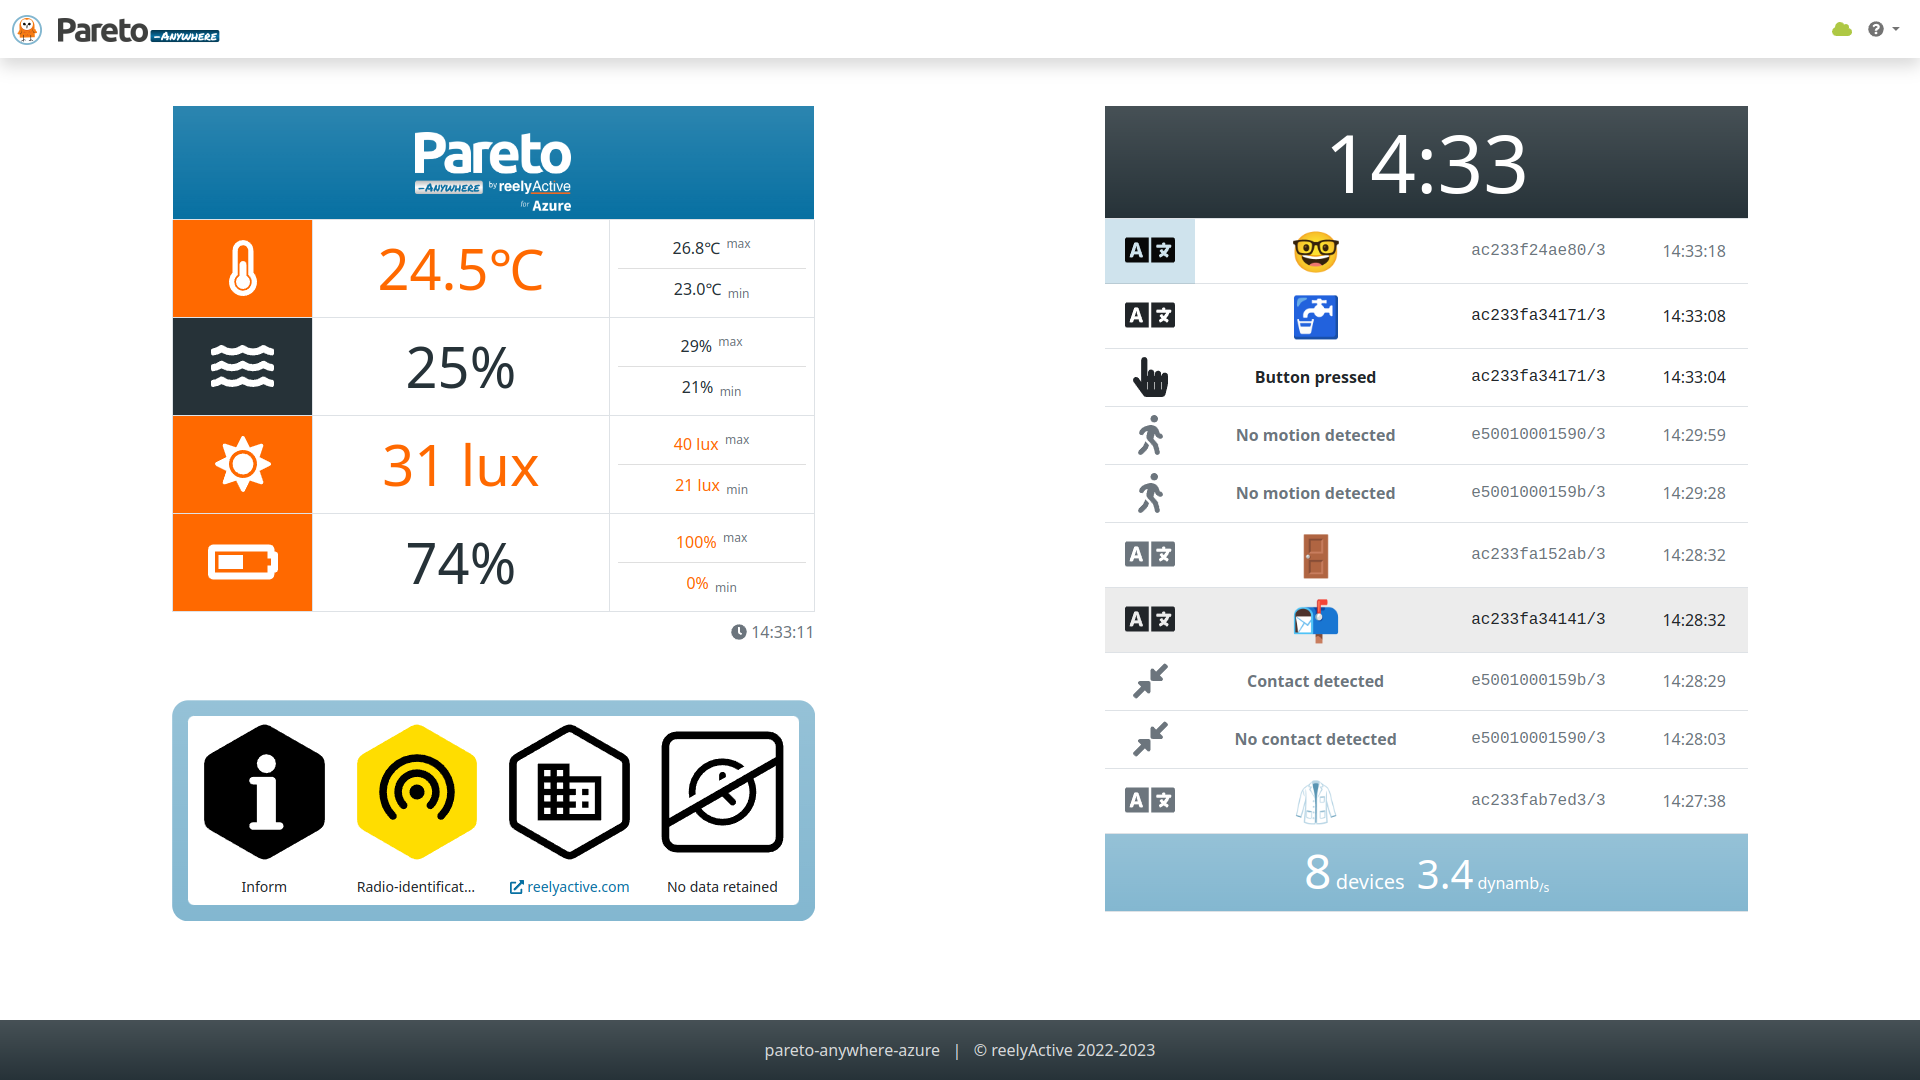 Pareto -ANYWHERE
Pareto
-ANYWHERE by reelyActive
for Azure
24.5℃
26.8℃ max
23.0℃ min
25%
29% max
21% min
31 lux
40 lux max
21 lux min
74%
100% max
0% min
14:33:11
Inform
Radio-identificat...
reelyactive.com
No data retained
14:33
ac233f24ae80/3 14:33:18
ac233fa34171/3 14:33:08
Button pressed ac233fa34171/3 14:33:04
No motion detected e50010001590/3 14:29:59
No motion detected e5001000159b/3 14:29:28
ac233fa152ab/3 14:28:32
ac233fa34141/3 14:28:32
Contact detected e5001000159b/3 14:28:29
No contact detected e50010001590/3 14:28:03
ac233fab7ed3/3 14:27:38
8 devices 3.4 dynamb/s
pareto-anywhere-azure | © reelyActive 2022-2023